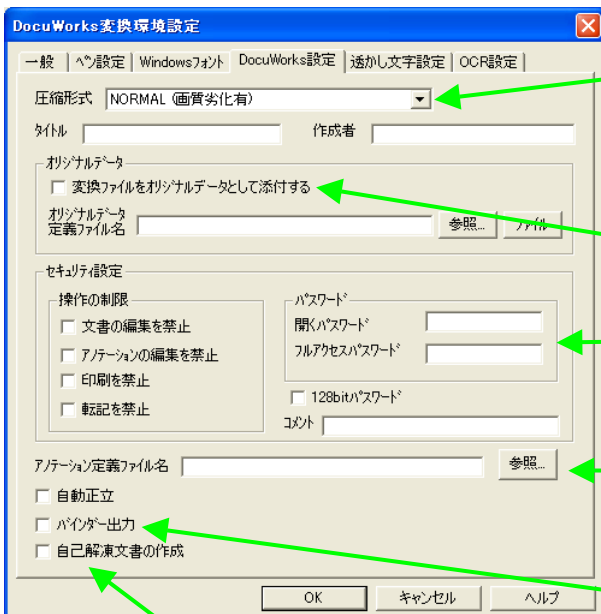 DocuWorks変換環境設定
一般 ペン設定 Windowsフォント DocuWorks設定 透かし文字設定 OCR設定
圧縮形式 NORMAL (画質劣化有)
タイトル 作成者
オリジナルデータ
変換ファイルをオリジナルデータとして添付する
オリジナルデータ
定義ファイル名 参照... ファイル
セキュリティ設定
操作の制限
文書の編集を禁止
アノテーションの編集を禁止
印刷を禁止
転記を禁止
パスワード
開くパスワード
フルアクセスパスワード
128bitパスワード
コメント
アノテーション定義ファイル名 参照...
自動正立
バインダー出力
自己解凍文書の作成
OK キャンセル ヘルプ